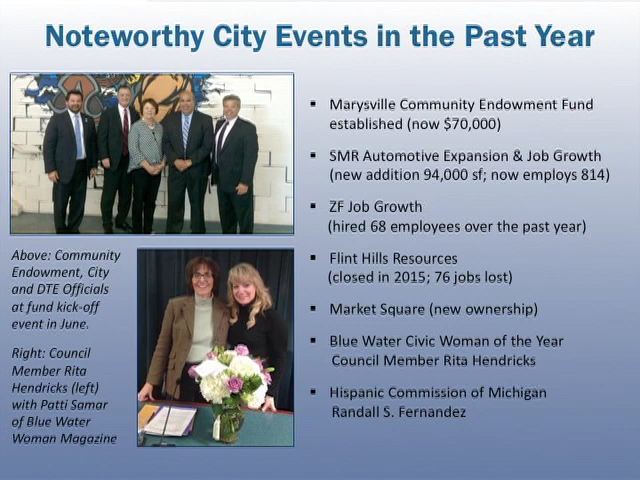 Noteworthy City Events in the Past Year
▪ Marysville Community Endowment Fund
established (now $70,000)
▪ SMR Automotive Expansion & Job Growth
(new addition 94,000 sf; now employs 814)
▪ ZF Job Growth
(hired 68 employees over the past year)
▪ Flint Hills Resources
(closed in 2015; 76 jobs lost)
▪ Market Square (new ownership)
▪ Blue Water Civic Woman of the Year
Council Member Rita Hendricks
▪ Hispanic Commission of Michigan
Randall S. Fernandez
Above: Community
Endowment, City
and DTE Officials
at fund kick-off
event in June.
Right: Council
Member Rita
Hendricks (left)
with Patti Samar
of Blue Water
Woman Magazine